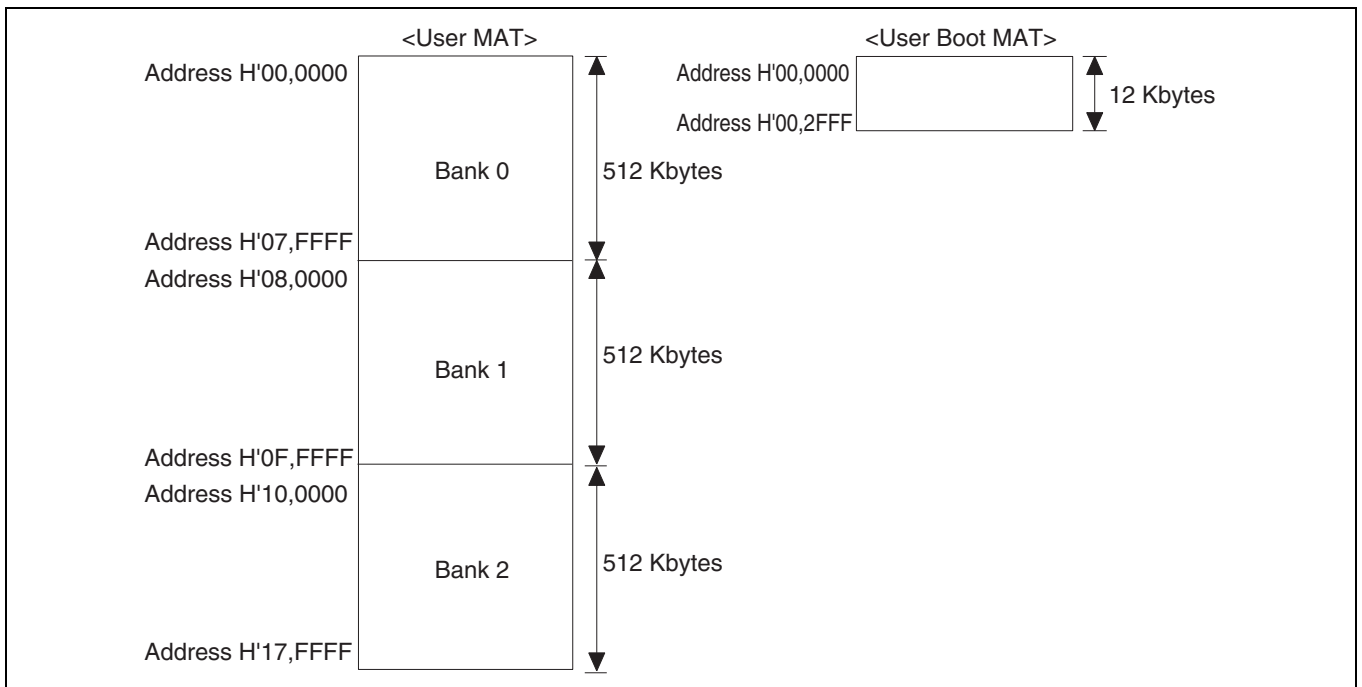 <User MAT>
Address H'00,0000
Bank 0
512 Kbytes
Address H'07,FFFF
Address H'08,0000
Bank 1
512 Kbytes
Address H'0F,FFFF
Address H'10,0000
Bank 2
512 Kbytes
Address H'17,FFFF
<User Boot MAT>
Address H'00,0000
12 Kbytes
Address H'00,2FFF